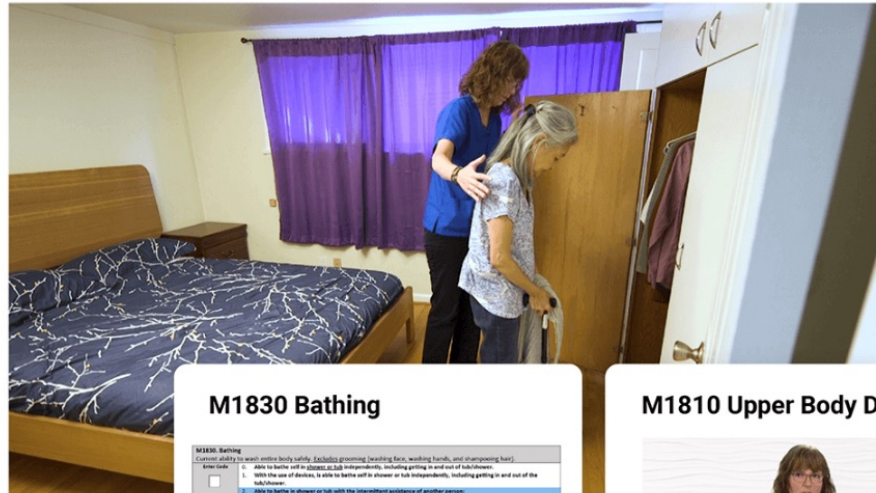 M1830 Bathing
M1810 Upper Body D
M1830. Bathing
Current ability to wash entire body safely. Excludes grooming (washing face, washing hands, and shampooing hair).
Enter Code
0. Able to bathe self in shower or tub independently, including getting in and out of tub/shower.
1. With the use of devices, is able to bathe self in shower or tub independently, including getting in and out of the
tub/shower.
2. Able to bathe in shower or tub with the intermittent assistance of another person: